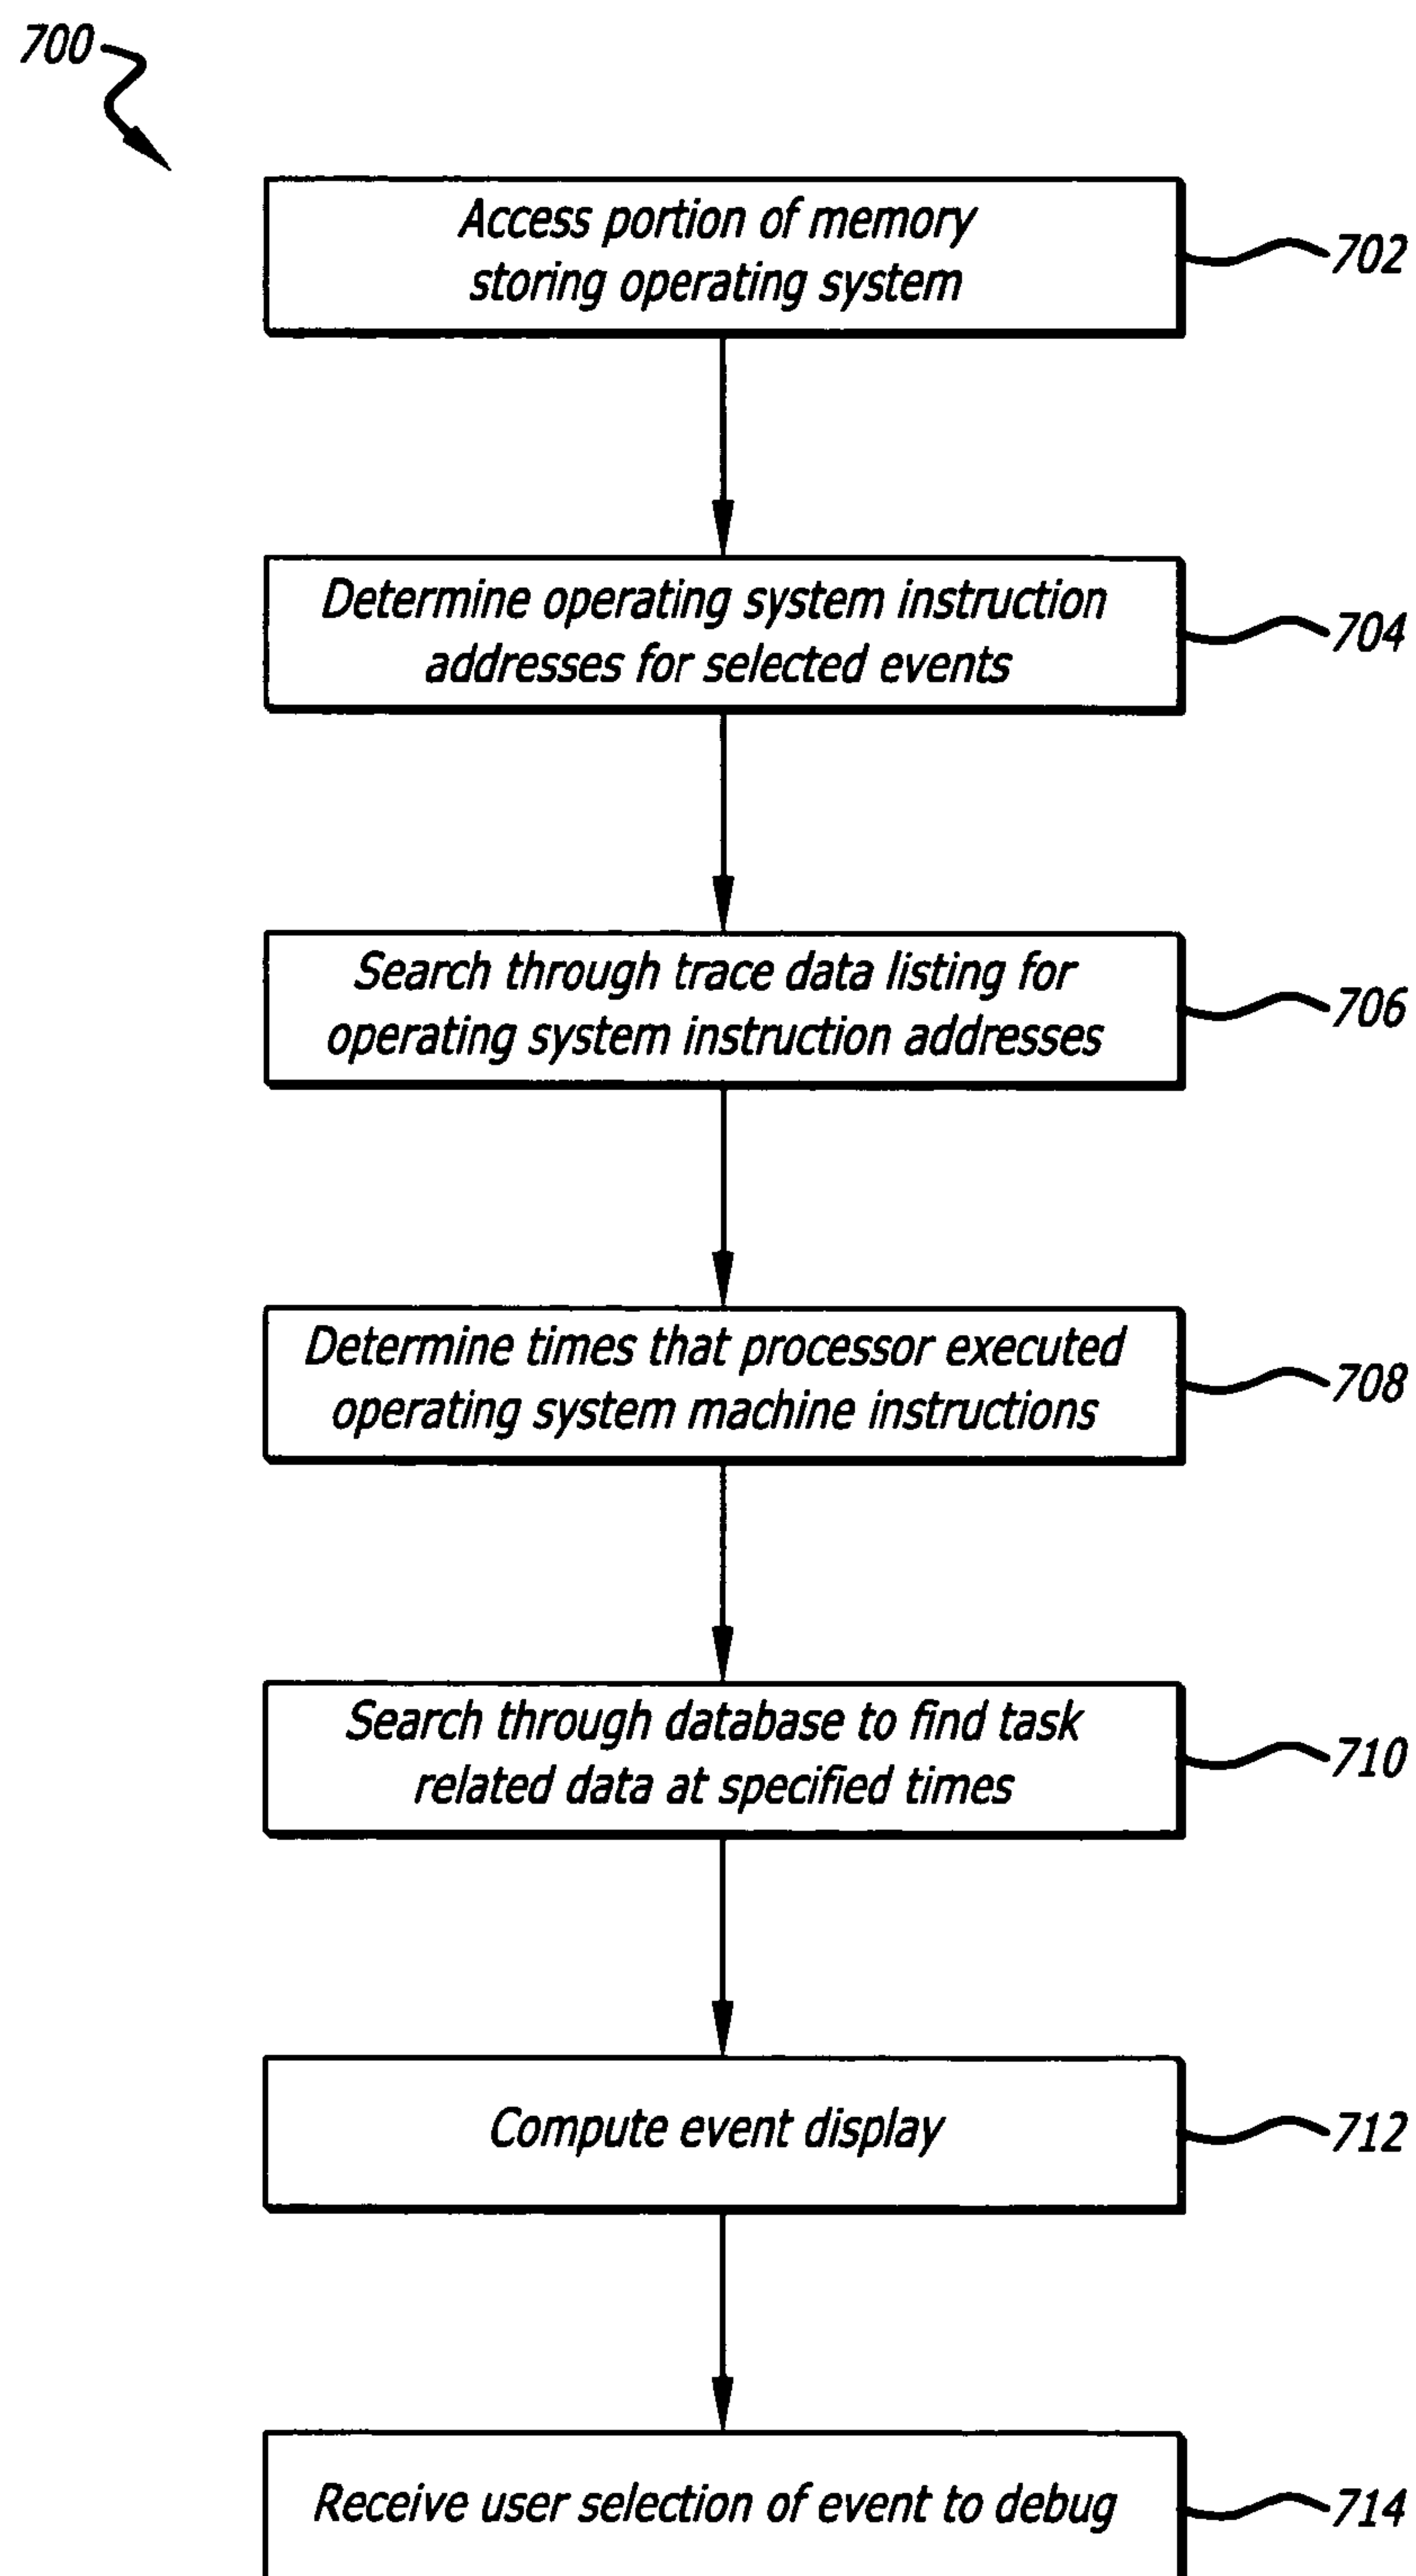 700
Access portion of memory
storing operating system
702
Determine operating system instruction
addresses for selected events
704
Search through trace data listing for
operating system instruction addresses
706
Determine times that processor executed
operating system machine instructions
708
Search through database to find task
related data at specified times
710
Compute event display
712
Receive user selection of event to debug
714